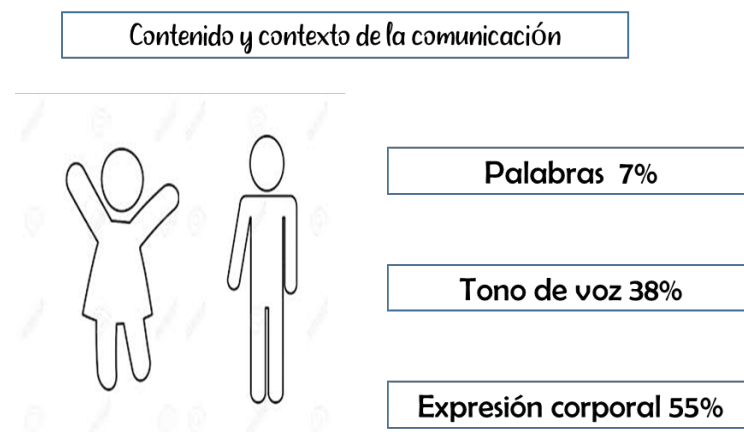 Contenido y contexto de la comunicación
Palabras 7%
Tono de voz 38%
Expresión corporal 55%